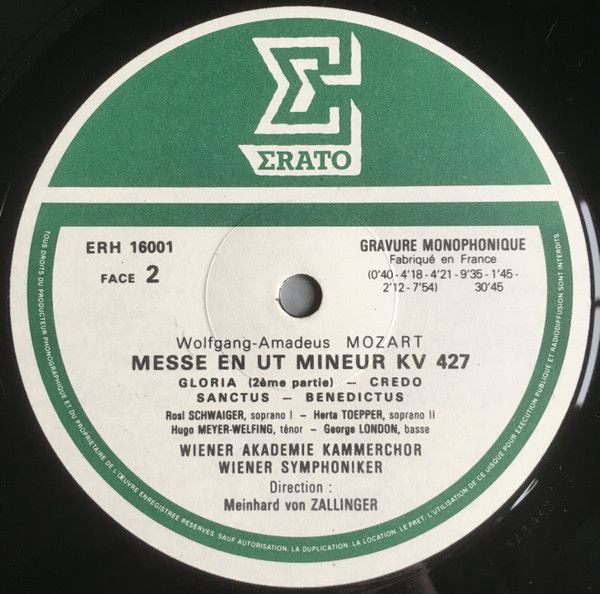 ΣRATO
ERH 16001
FACE 2
GRAVURE MONOPHONIQUE
Fabriqué en France
(0'40-4'18-4'21-9'35-1'45-
2'12-7'54) 30'45
Wolfgang-Amadeus MOZART
MESSE EN UT MINEUR KV 427
GLORIA (2ème partie) – CREDO
SANCTUS – BENEDICTUS
Rosl SCHWAIGER, soprano I - Herta TOEPPER, soprano II
Hugo MEYER-WELFING, ténor - George LONDON, basse
WIENER AKADEMIE KAMMERCHOR
WIENER SYMPHONIKER
Direction :
Meinhard von ZALLINGER
TOUS DROITS DU PRODUCTEUR PHONOGRAPHIQUE ET DU PROPRIETAIRE DE L'ŒUVRE ENREGISTREE RESERVES. SAUF AUTORISATION, LA DUPLICATION, LA LOCATION, LE PRET, L'UTILISATION DE CE DISQUE POUR EXECUTION PUBLIQUE ET RADIODIFFUSION SONT INTERDITS